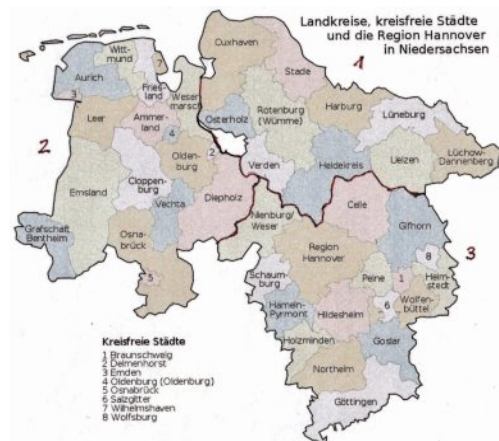 Landkreise, kreisfreie Städte
und die Region Hannover
in Niedersachsen
1
Cuxhaven
Stade
Witt-
mund
7
Aurich
Fries-
land
Weser-
marsch
3
Osterholz
Rotenburg
(Wümme)
Harburg
Lüneburg
Leer
Ammer-
land
4
2
Olden-
burg
2
Verden
Heidekreis
Uelzen
Lüchow-
Dannenberg
Emsland
Cloppen-
burg
Vechta
Diepholz
Nienburg/
Weser
Celle
Gifhorn
Grafschaft
Bentheim
Osna-
brück
5
Region
Hannover
8
3
Schaum-
burg
Peine
1
Helm-
stedt
Hameln-
Pyrmont
Hildesheim
6
Wolfen-
büttel
Holzminden
Goslar
Northeim
Göttingen
Kreisfreie Städte
1 Braunschweig
2 Delmenhorst
3 Emden
4 Oldenburg (Oldenburg)
5 Osnabrück
6 Salzgitter
7 Wilhelmshaven
8 Wolfsburg